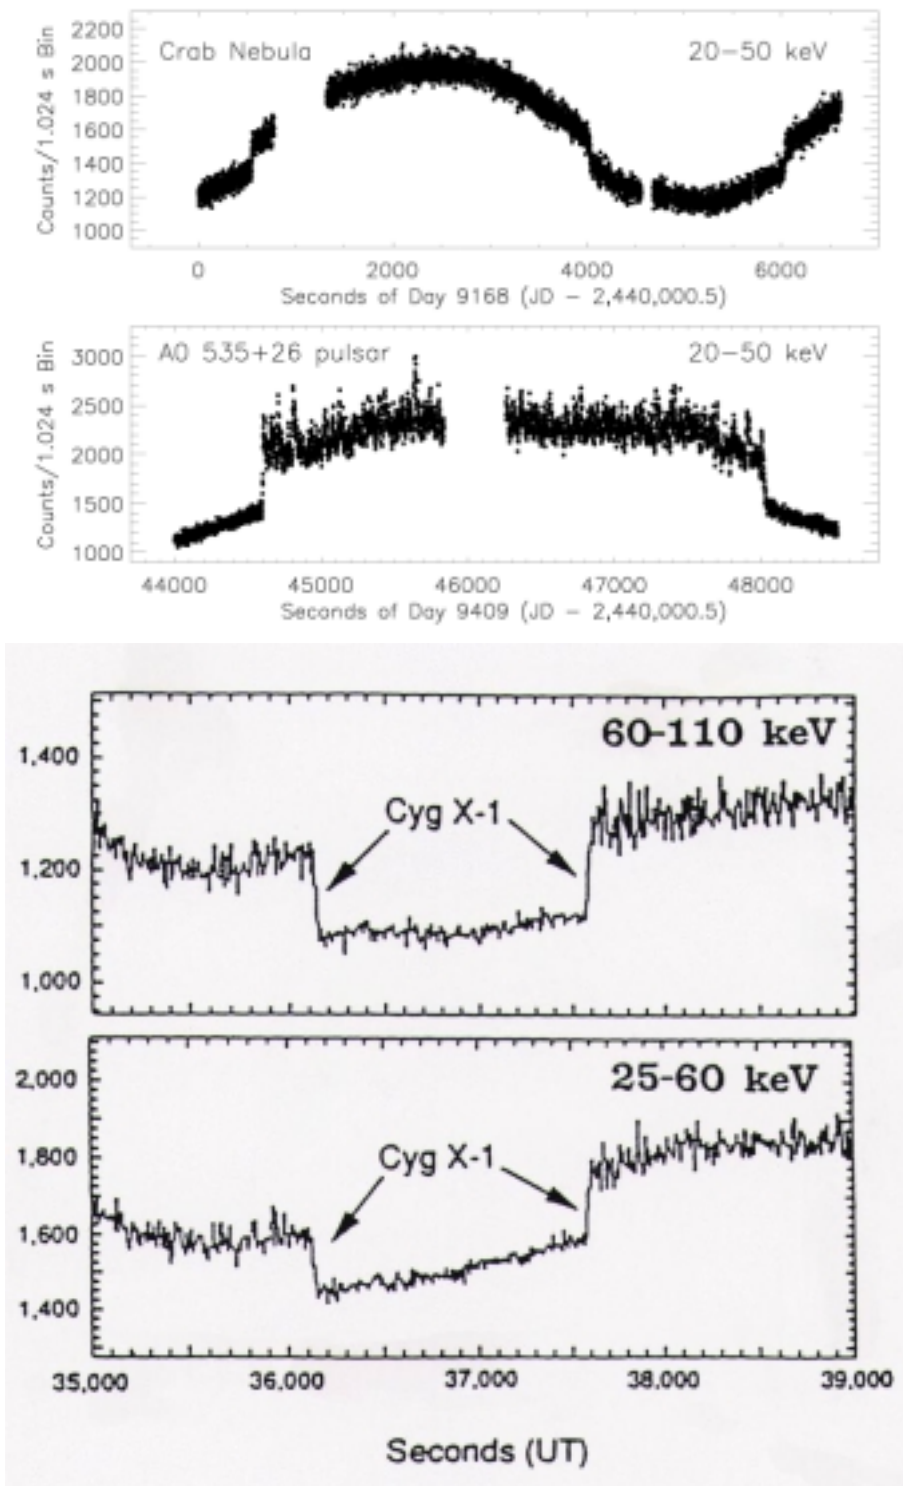 Crab Nebula 20-50 keV
Counts/1.024 s Bin
2200
2000
1800
1600
1400
1200
1000
0 2000 4000 6000
Seconds of Day 9168 (JD - 2,440,000.5)
A0 535+26 pulsar 20-50 keV
Counts/1.024 s Bin
3000
2500
2000
1500
1000
44000 45000 46000 47000 48000
Seconds of Day 9409 (JD - 2,440,000.5)
60-110 keV
1,400
Cyg X-1
1,200
1,000
25-60 keV
2,000
1,800
Cyg X-1
1,600
1,400
35,000 36,000 37,000 38,000 39,000
Seconds (UT)